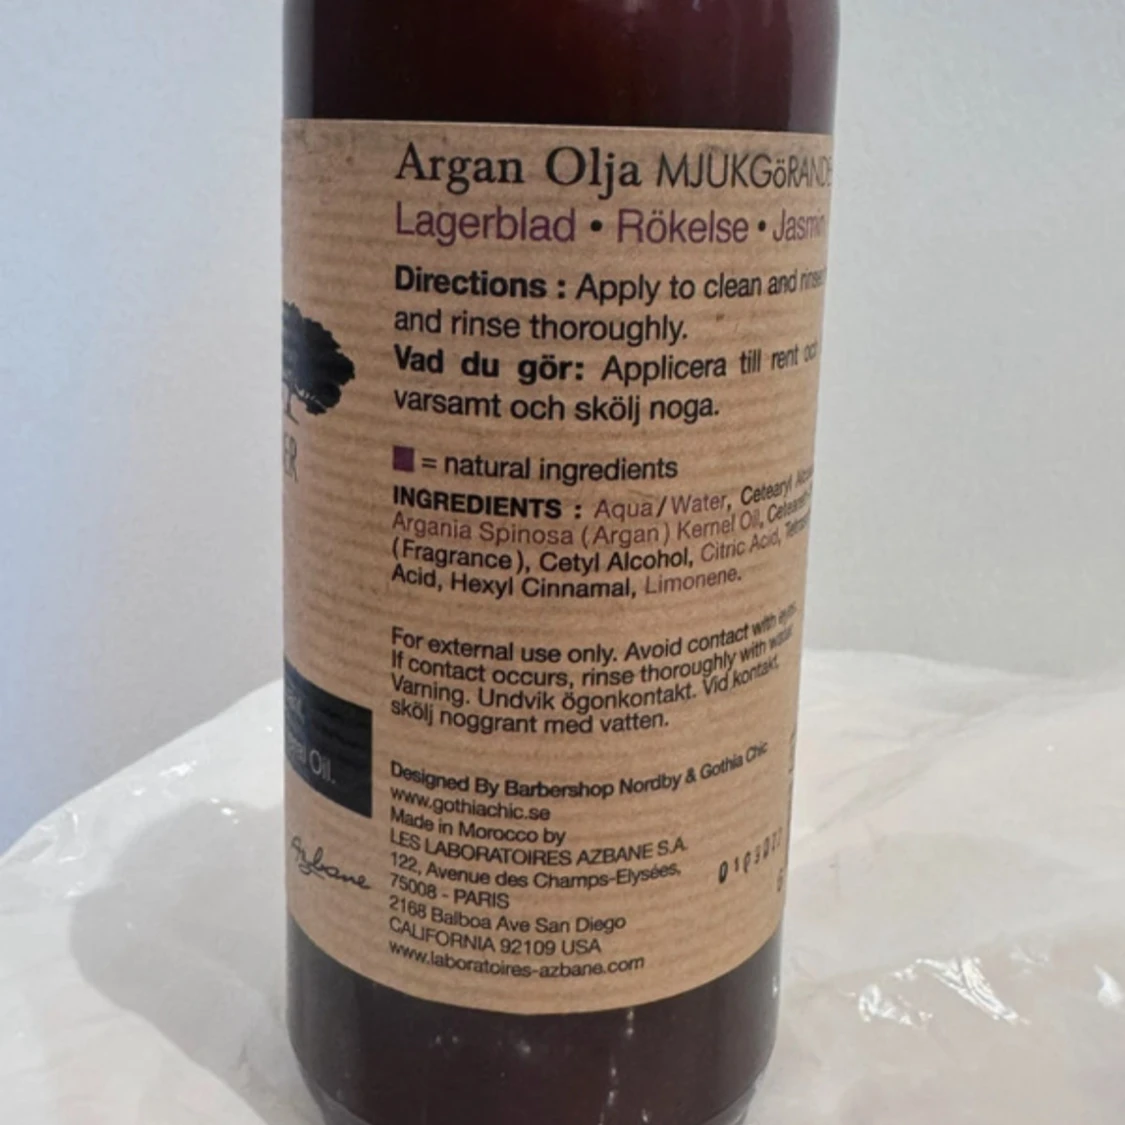 Argan Olja MJUKGöRANDE
Lagerblad • Rökelse • Jasmin
Directions : Apply to clean and rinsed
and rinse thoroughly.
Vad du gör: Applicera till rent och
varsamt och skölj noga.
= natural ingredients
INGREDIENTS : Aqua/Water, Cetearyl
Argania Spinosa (Argan) Kernel Oil,
(Fragrance), Cetyl Alcohol, Citric Acid,
Acid, Hexyl Cinnamal, Limonene.
For external use only. Avoid contact with eyes.
If contact occurs, rinse thoroughly with water.
Varning. Undvik ögonkontakt. Vid kontakt,
skölj noggrant med vatten.
Designed By Barbershop Nordby & Gothia Chic
www.gothiachic.se
Made in Morocco by
LES LABORATOIRES AZBANE S.A.
122, Avenue des Champs-Elysées,
75008 - PARIS
2168 Balboa Ave San Diego
CALIFORNIA 92109 USA
www.laboratoires-azbane.com
Oil.
Azbane